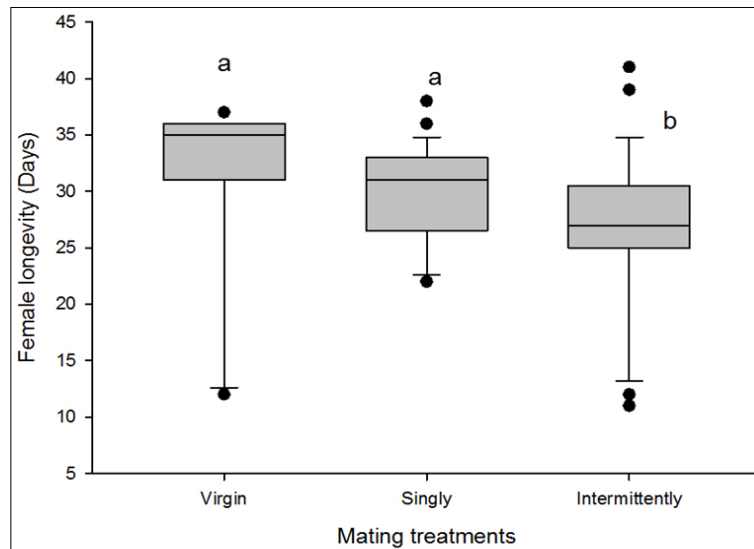 45
40
35
30
25
20
15
10
5
Female longevity (Days)
a
a
b
Virgin Singly Intermittently
Mating treatments